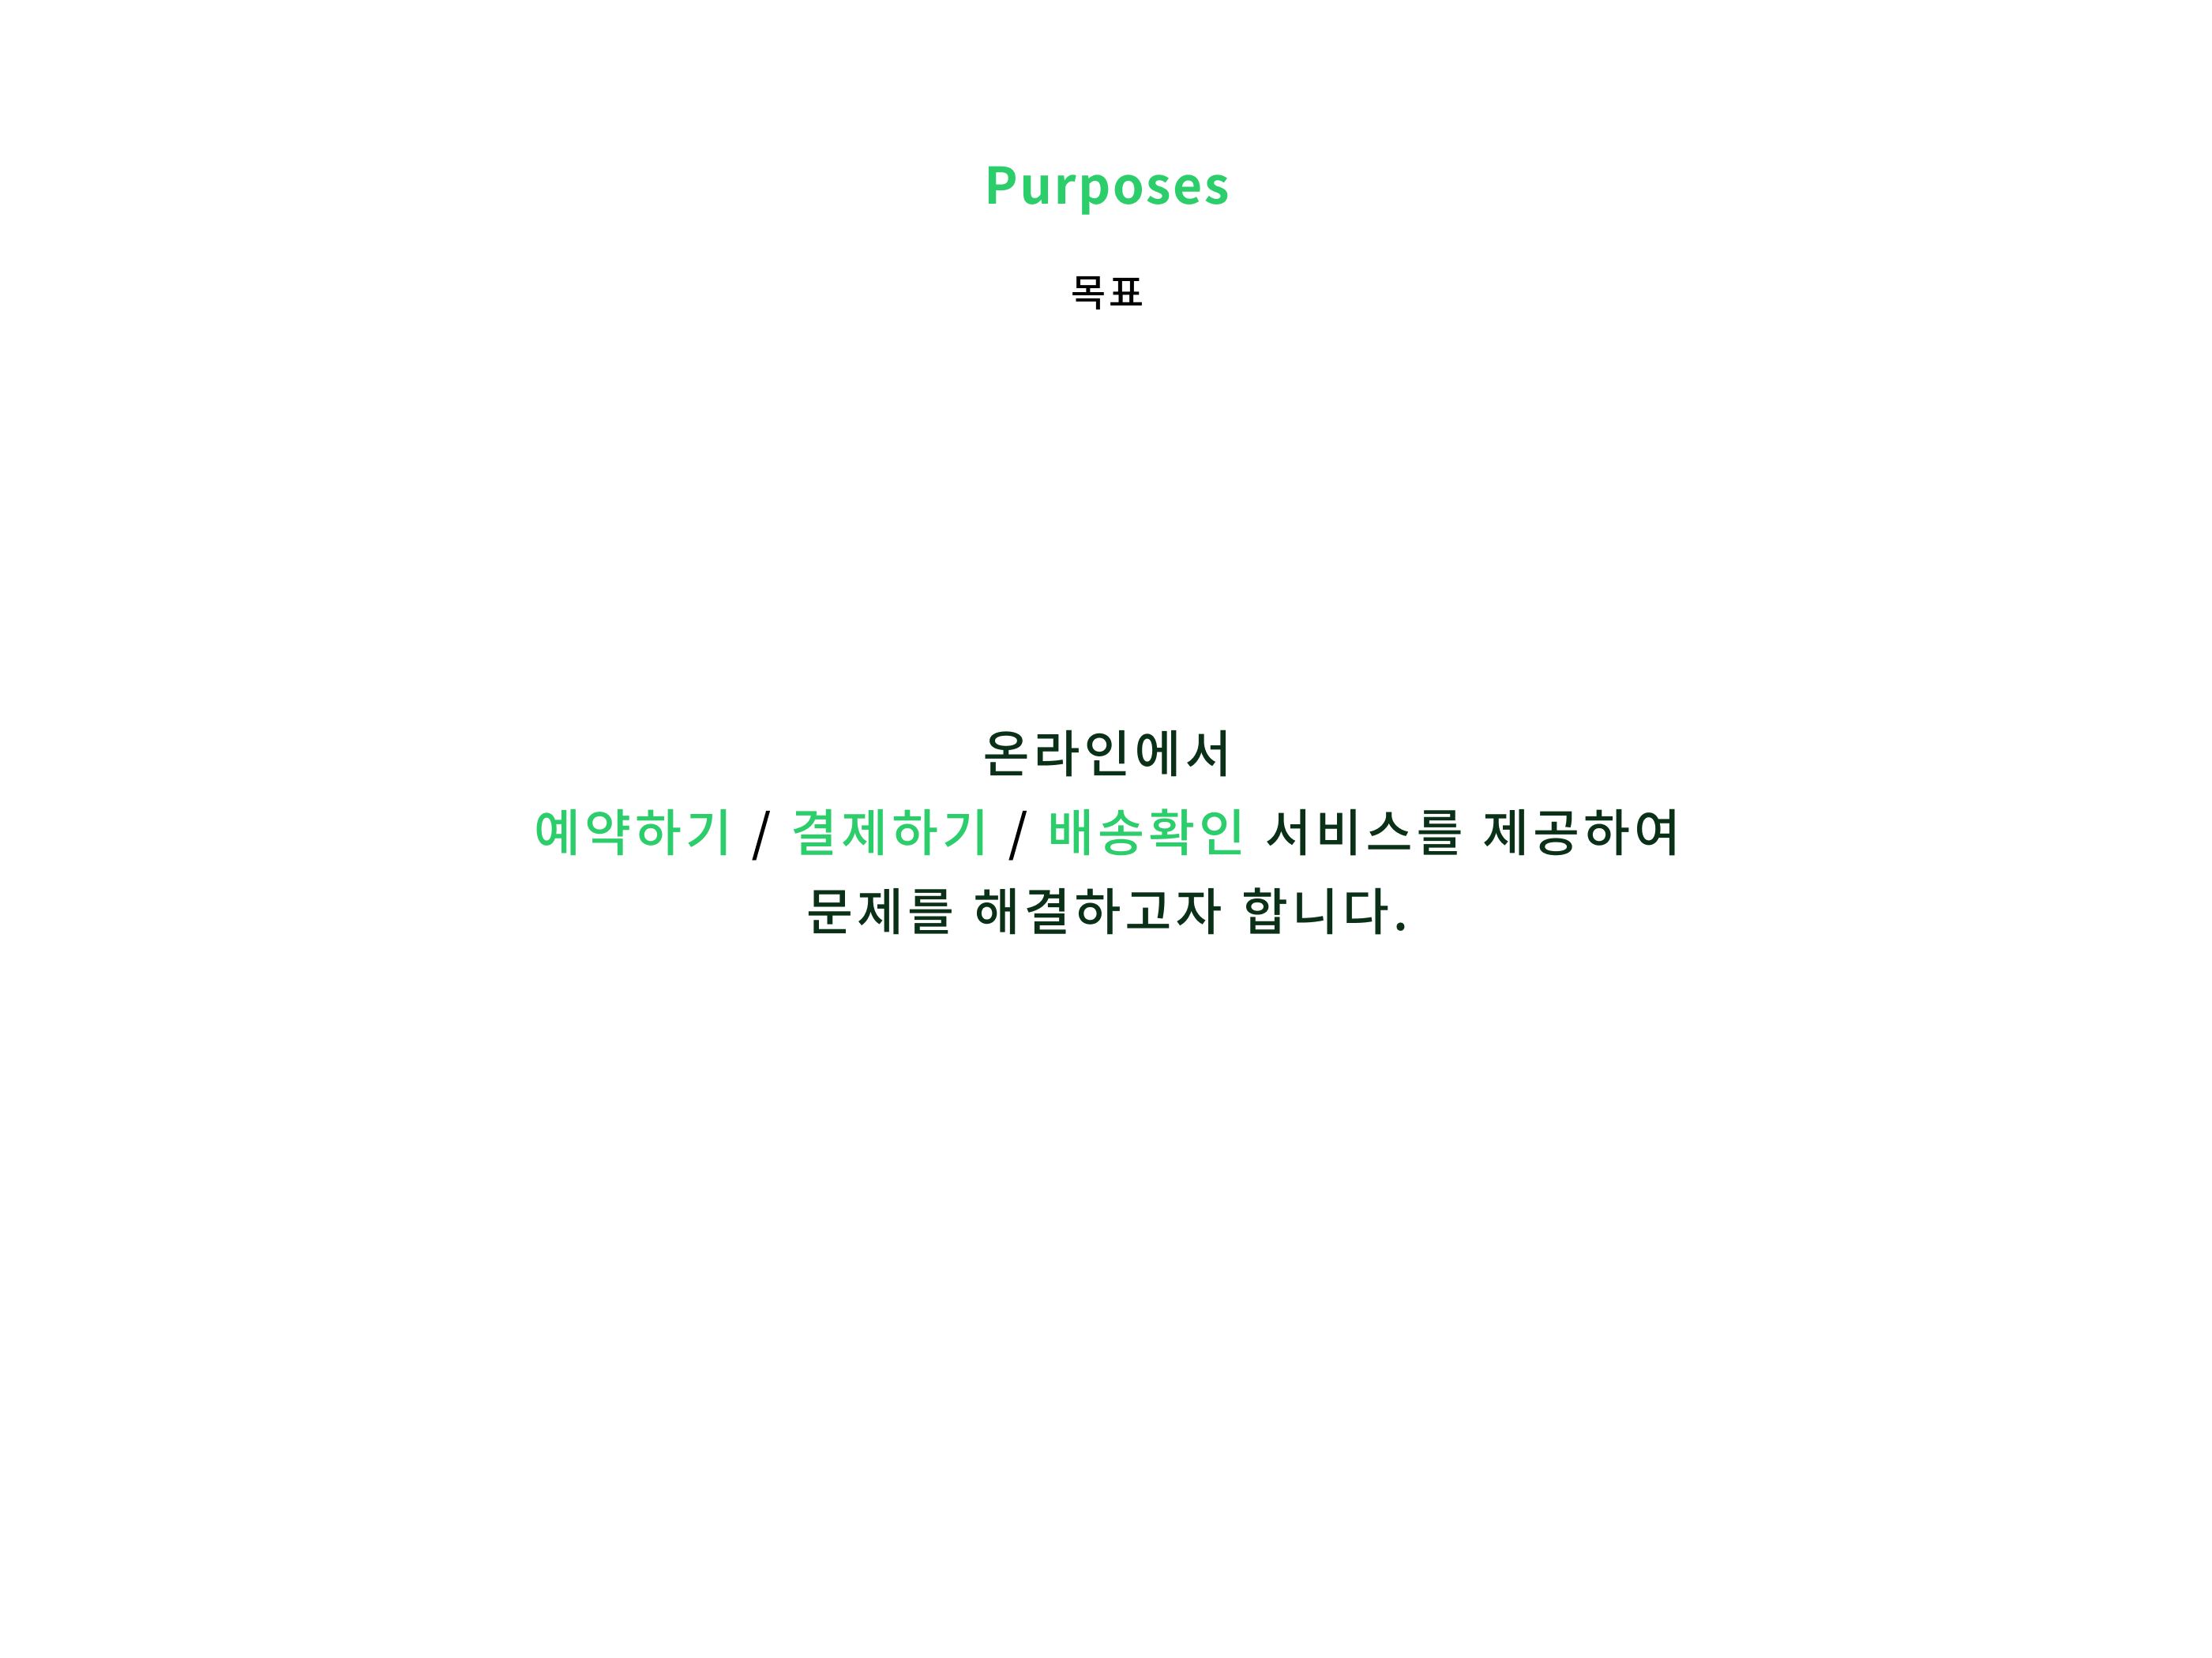 Purposes
목표
온라인에서
예약하기 / 결제하기 / 배송확인 서비스를 제공하여
문제를 해결하고자 합니다.